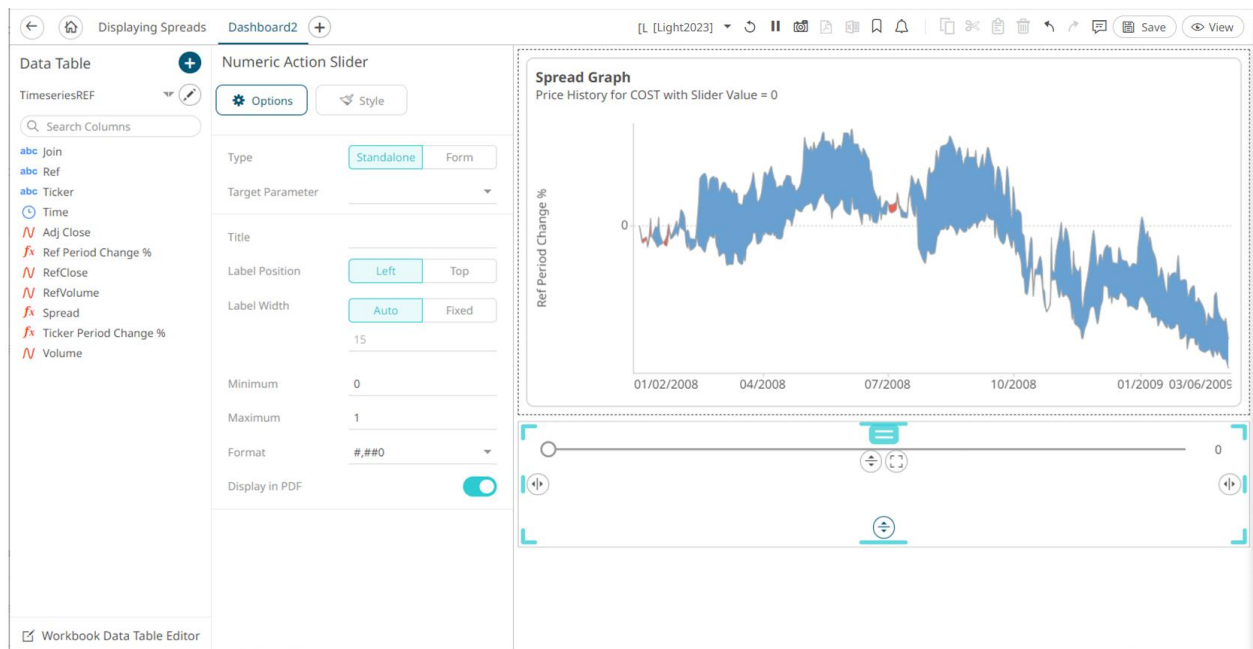 Displaying Spreads
Dashboard2
[L [Light2023]
Save
View
Data Table
TimeseriesREF
Search Columns
abc Join
abc Ref
abc Ticker
Time
Adj Close
fx Ref Period Change %
RefClose
RefVolume
fx Spread
fx Ticker Period Change %
Volume
Workbook Data Table Editor
Numeric Action Slider
Options
Style
Type
Standalone
Form
Target Parameter
Title
Label Position
Left
Top
Label Width
Auto
Fixed
15
Minimum
0
Maximum
1
Format
#,##0
Display in PDF
Spread Graph
Price History for COST with Slider Value = 0
Ref Period Change %
0
01/02/2008
04/2008
07/2008
10/2008
01/2009
03/06/2009
0